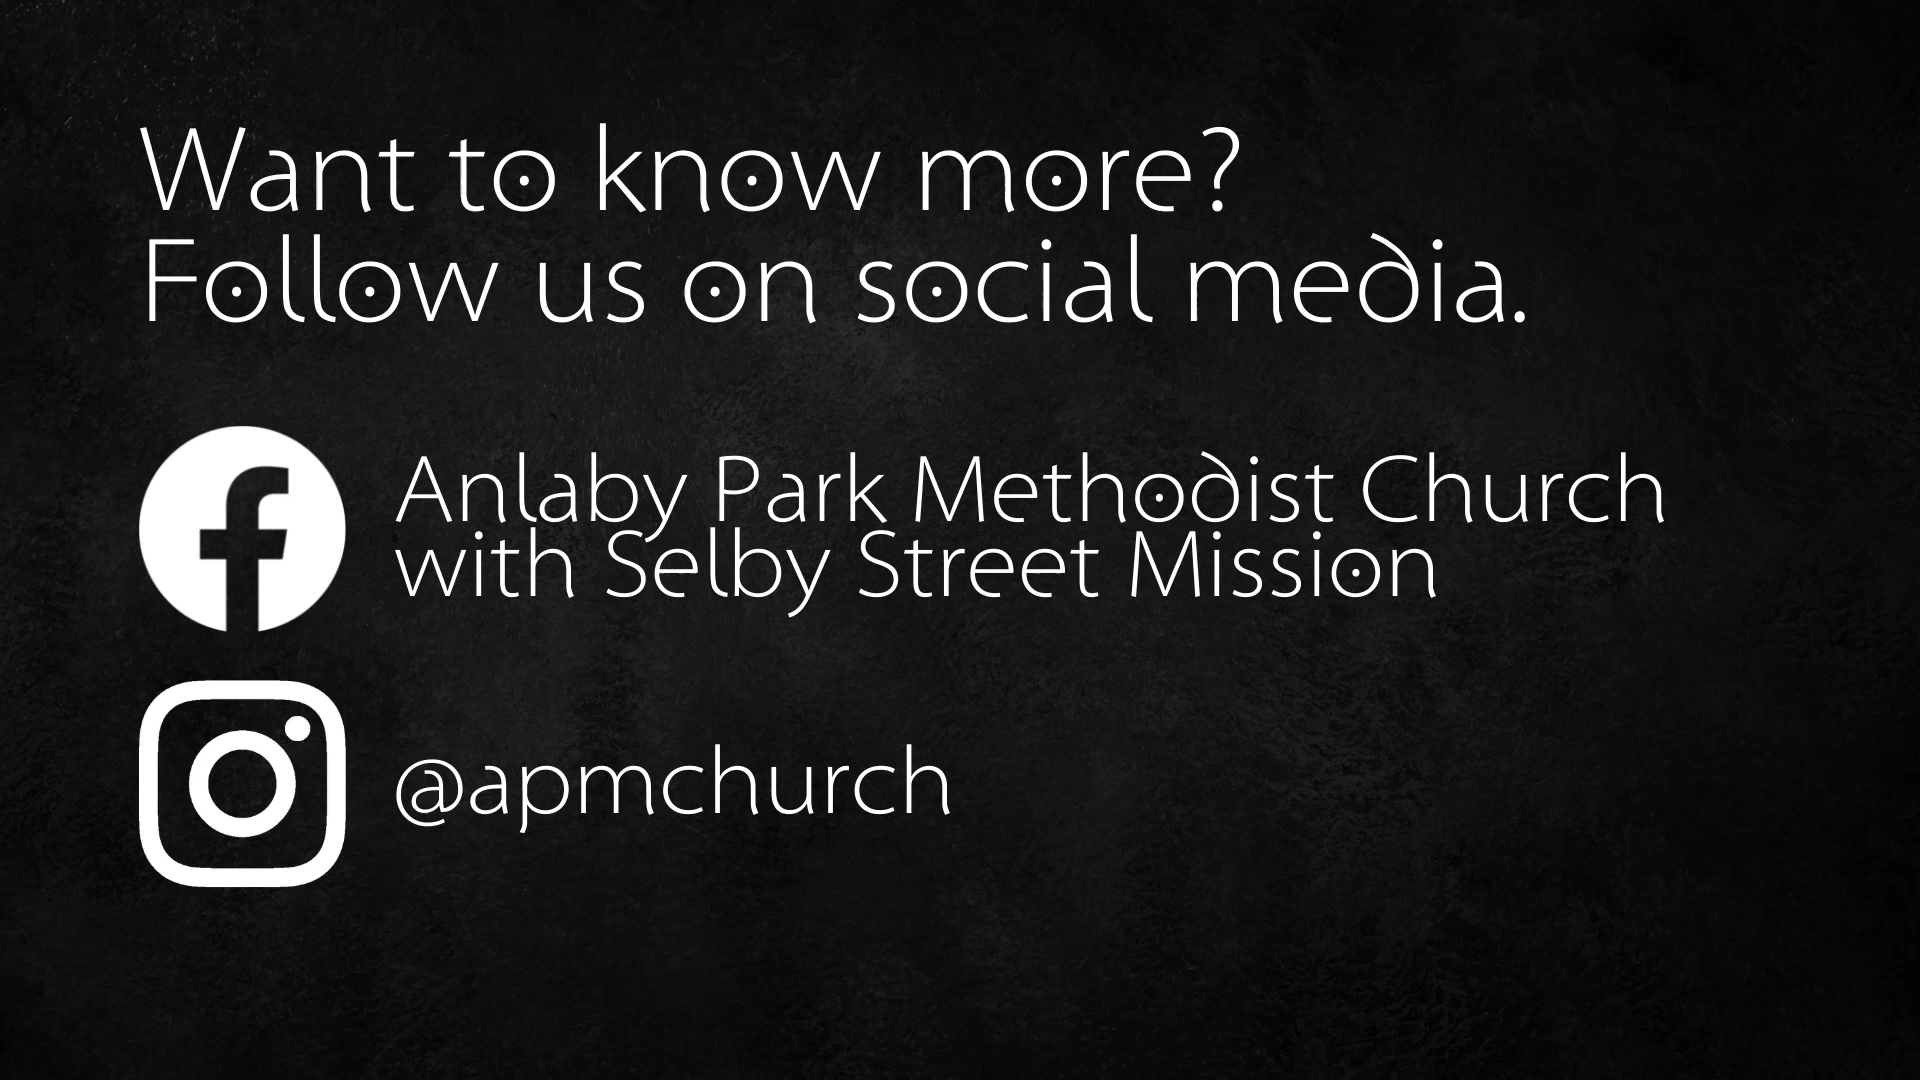 Want to know more?
Follow us on social media.
Anlaby Park Methodist Church
with Selby Street Mission
@apmchurch